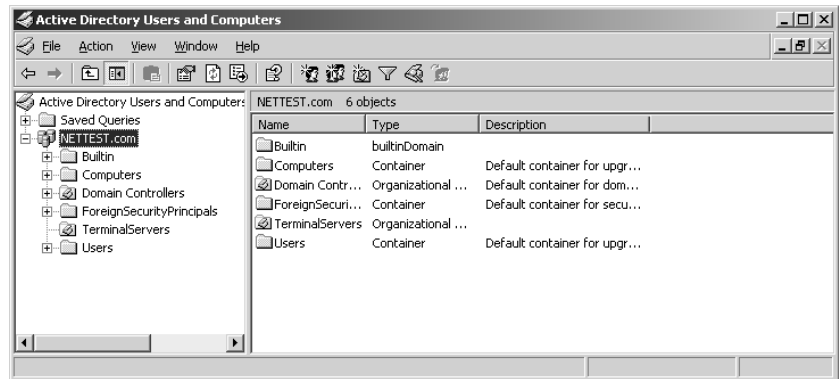 Active Directory Users and Computers
File Action View Window Help
Active Directory Users and Computers
NETTEST.com 6 objects
Saved Queries
NETTEST.com
Builtin
Computers
Domain Controllers
ForeignSecurityPrincipals
TerminalServers
Users
Name Type Description
Builtin builtinDomain
Computers Container Default container for upgr...
Domain Contr... Organizational ... Default container for dom...
ForeignSecuri... Container Default container for secu...
TerminalServers Organizational ...
Users Container Default container for upgr...